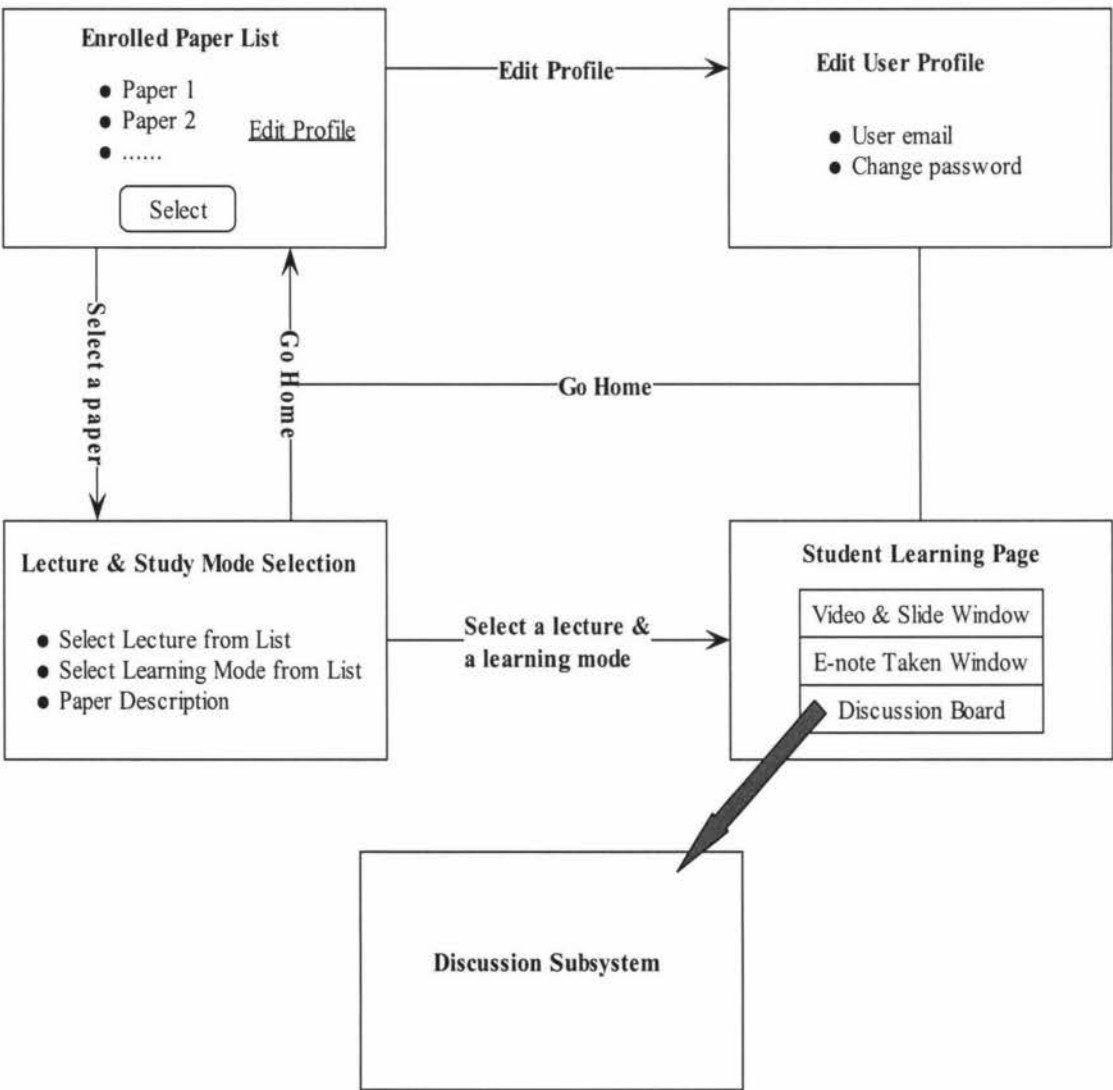 Enrolled Paper List
● Paper 1
● Paper 2
● ......
Edit Profile
Select
Edit Profile
Edit User Profile
● User email
● Change password
Select a paper
Go Home
Go Home
Lecture & Study Mode Selection
● Select Lecture from List
● Select Learning Mode from List
● Paper Description
Select a lecture &
a learning mode
Student Learning Page
Video & Slide Window
E-note Taken Window
Discussion Board
Discussion Subsystem